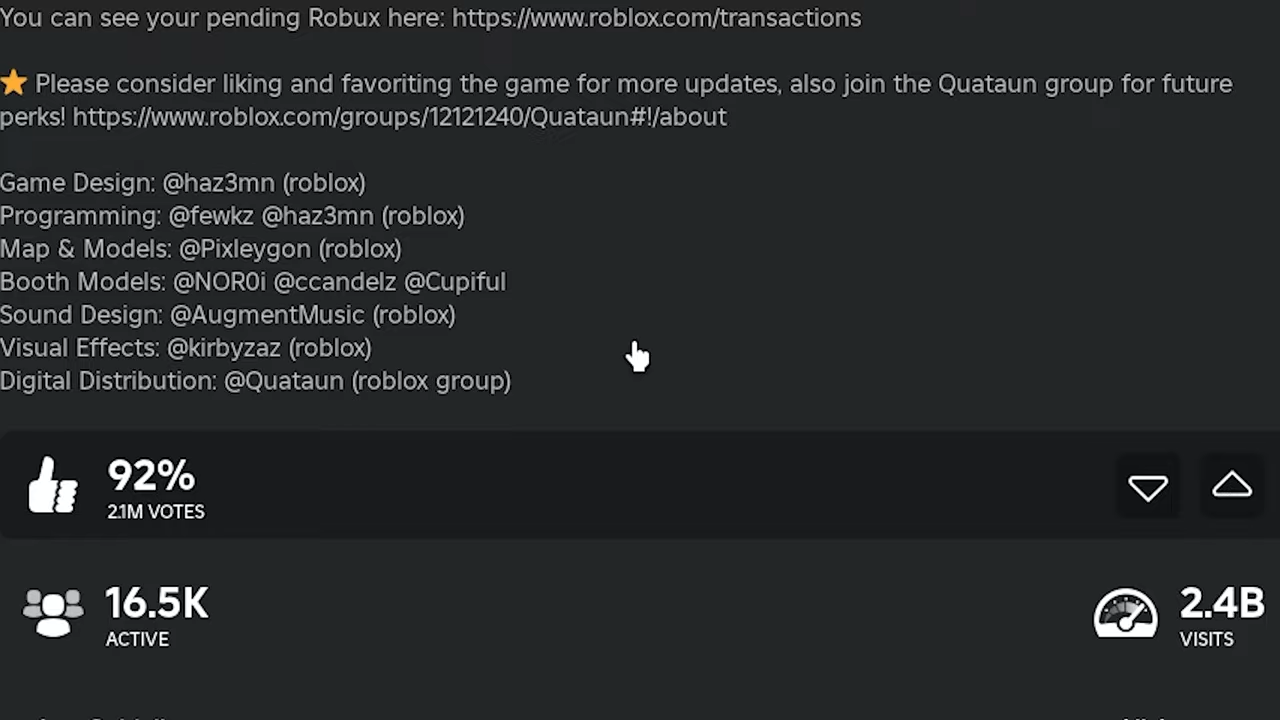 You can see your pending Robux here: https://www.roblox.com/transactions
⭐ Please consider liking and favoriting the game for more updates, also join the Quataun group for future
perks! https://www.roblox.com/groups/12121240/Quataun#!/about
Game Design: @haz3mn (roblox)
Programming: @fewkz @haz3mn (roblox)
Map & Models: @Pixleygon (roblox)
Booth Models: @NOR0i @ccandelz @Cupiful
Sound Design: @AugmentMusic (roblox)
Visual Effects: @kirbyzaz (roblox)
Digital Distribution: @Quataun (roblox group)
92%
2.1M VOTES
16.5K
ACTIVE
2.4B
VISITS